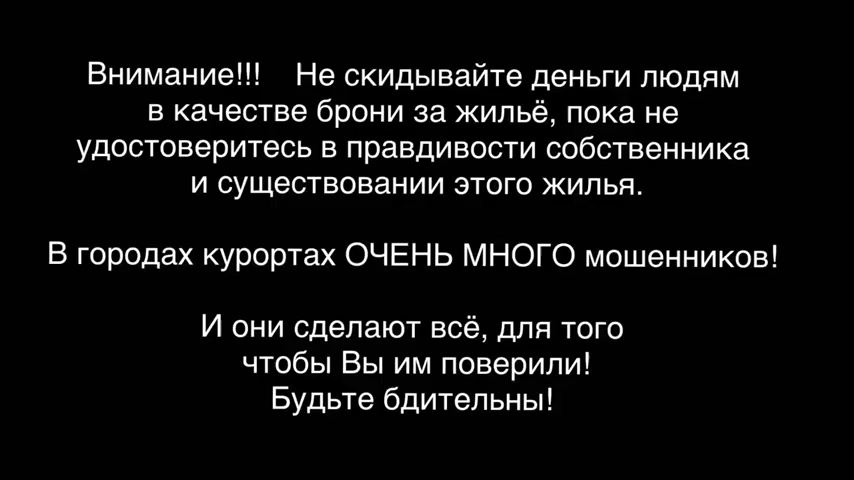 Внимание!!! Не скидывайте деньги людям
в качестве брони за жильё, пока не
удостоверитесь в правдивости собственника
и существовании этого жилья.
В городах курортах ОЧЕНЬ МНОГО мошенников!
И они сделают всё, для того
чтобы Вы им поверили!
Будьте бдительны!